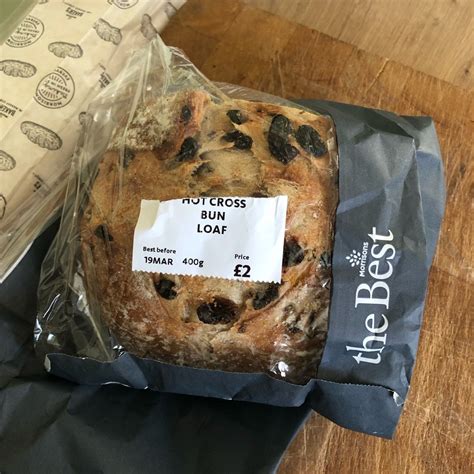 HOT CROSS
BUN
LOAF
Best before
Price
19MAR
400g
£2
MORRISONS
the Best